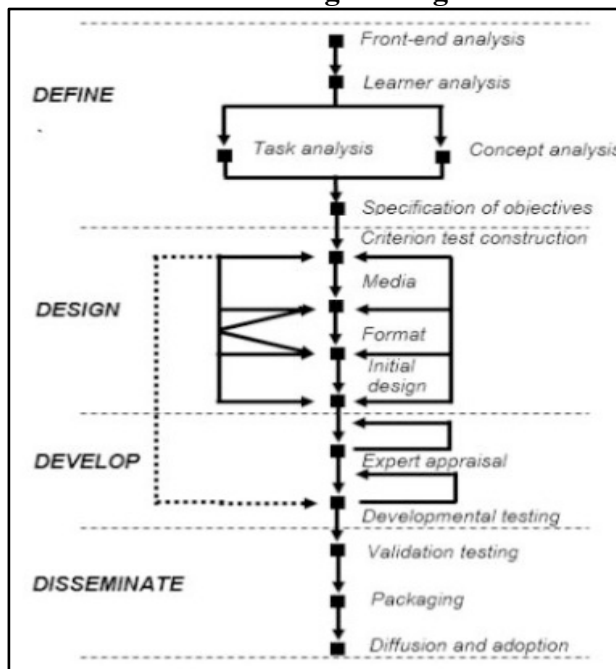 Front-end analysis
Learner analysis
DEFINE
Task analysis
Concept analysis
Specification of objectives
Criterion test construction
Media
DESIGN
Format
Initial
design
DEVELOP
Expert appraisal
Developmental testing
Validation testing
DISSEMINATE
Packaging
Diffusion and adoption